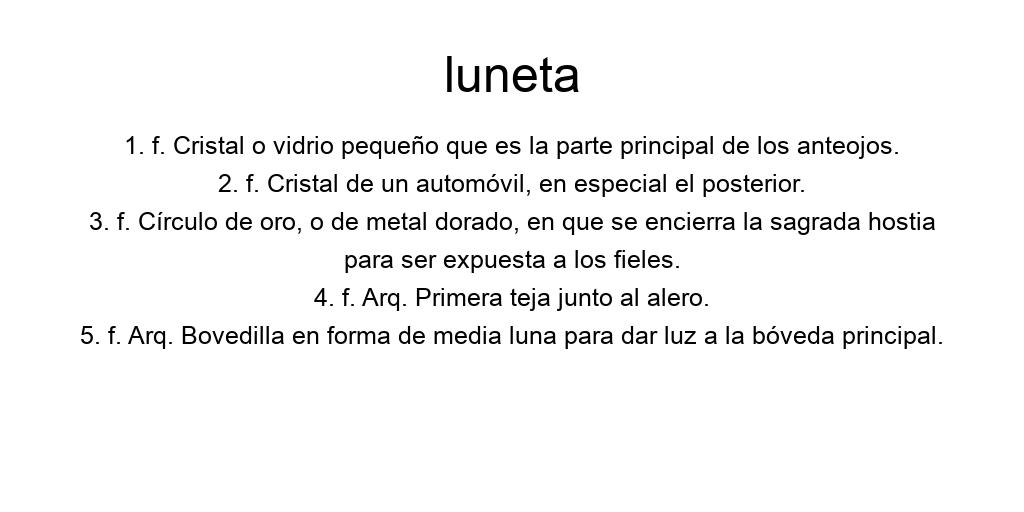 luneta
1. f. Cristal o vidrio pequeño que es la parte principal de los anteojos.
2. f. Cristal de un automóvil, en especial el posterior.
3. f. Círculo de oro, o de metal dorado, en que se encierra la sagrada hostia
para ser expuesta a los fieles.
4. f. Arq. Primera teja junto al alero.
5. f. Arq. Bovedilla en forma de media luna para dar luz a la bóveda principal.